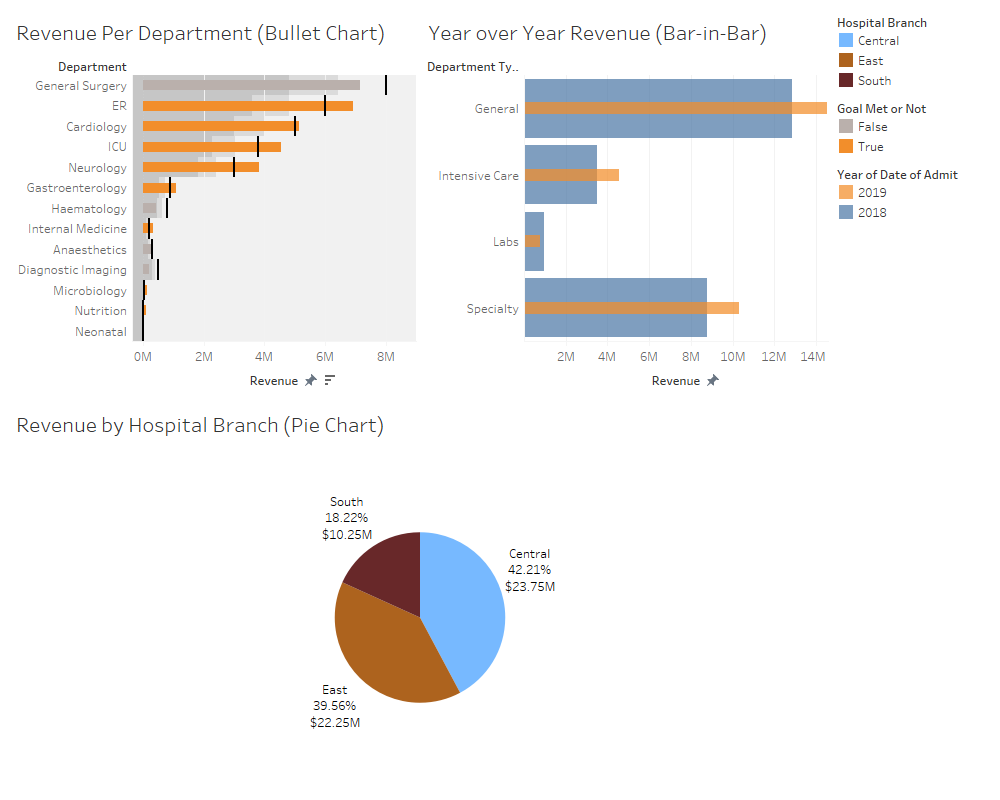 Revenue Per Department (Bullet Chart)
Department
General Surgery
ER
Cardiology
ICU
Neurology
Gastroenterology
Haematology
Internal Medicine
Anaesthetics
Diagnostic Imaging
Microbiology
Nutrition
Neonatal
0M 2M 4M 6M 8M
Revenue
Year over Year Revenue (Bar-in-Bar)
Department Ty..
General
Intensive Care
Labs
Specialty
2M 4M 6M 8M 10M 12M 14M
Revenue
Hospital Branch
Central
East
South
Goal Met or Not
False
True
Year of Date of Admit
2019
2018
Revenue by Hospital Branch (Pie Chart)
South
18.22%
$10.25M
Central
42.21%
$23.75M
East
39.56%
$22.25M